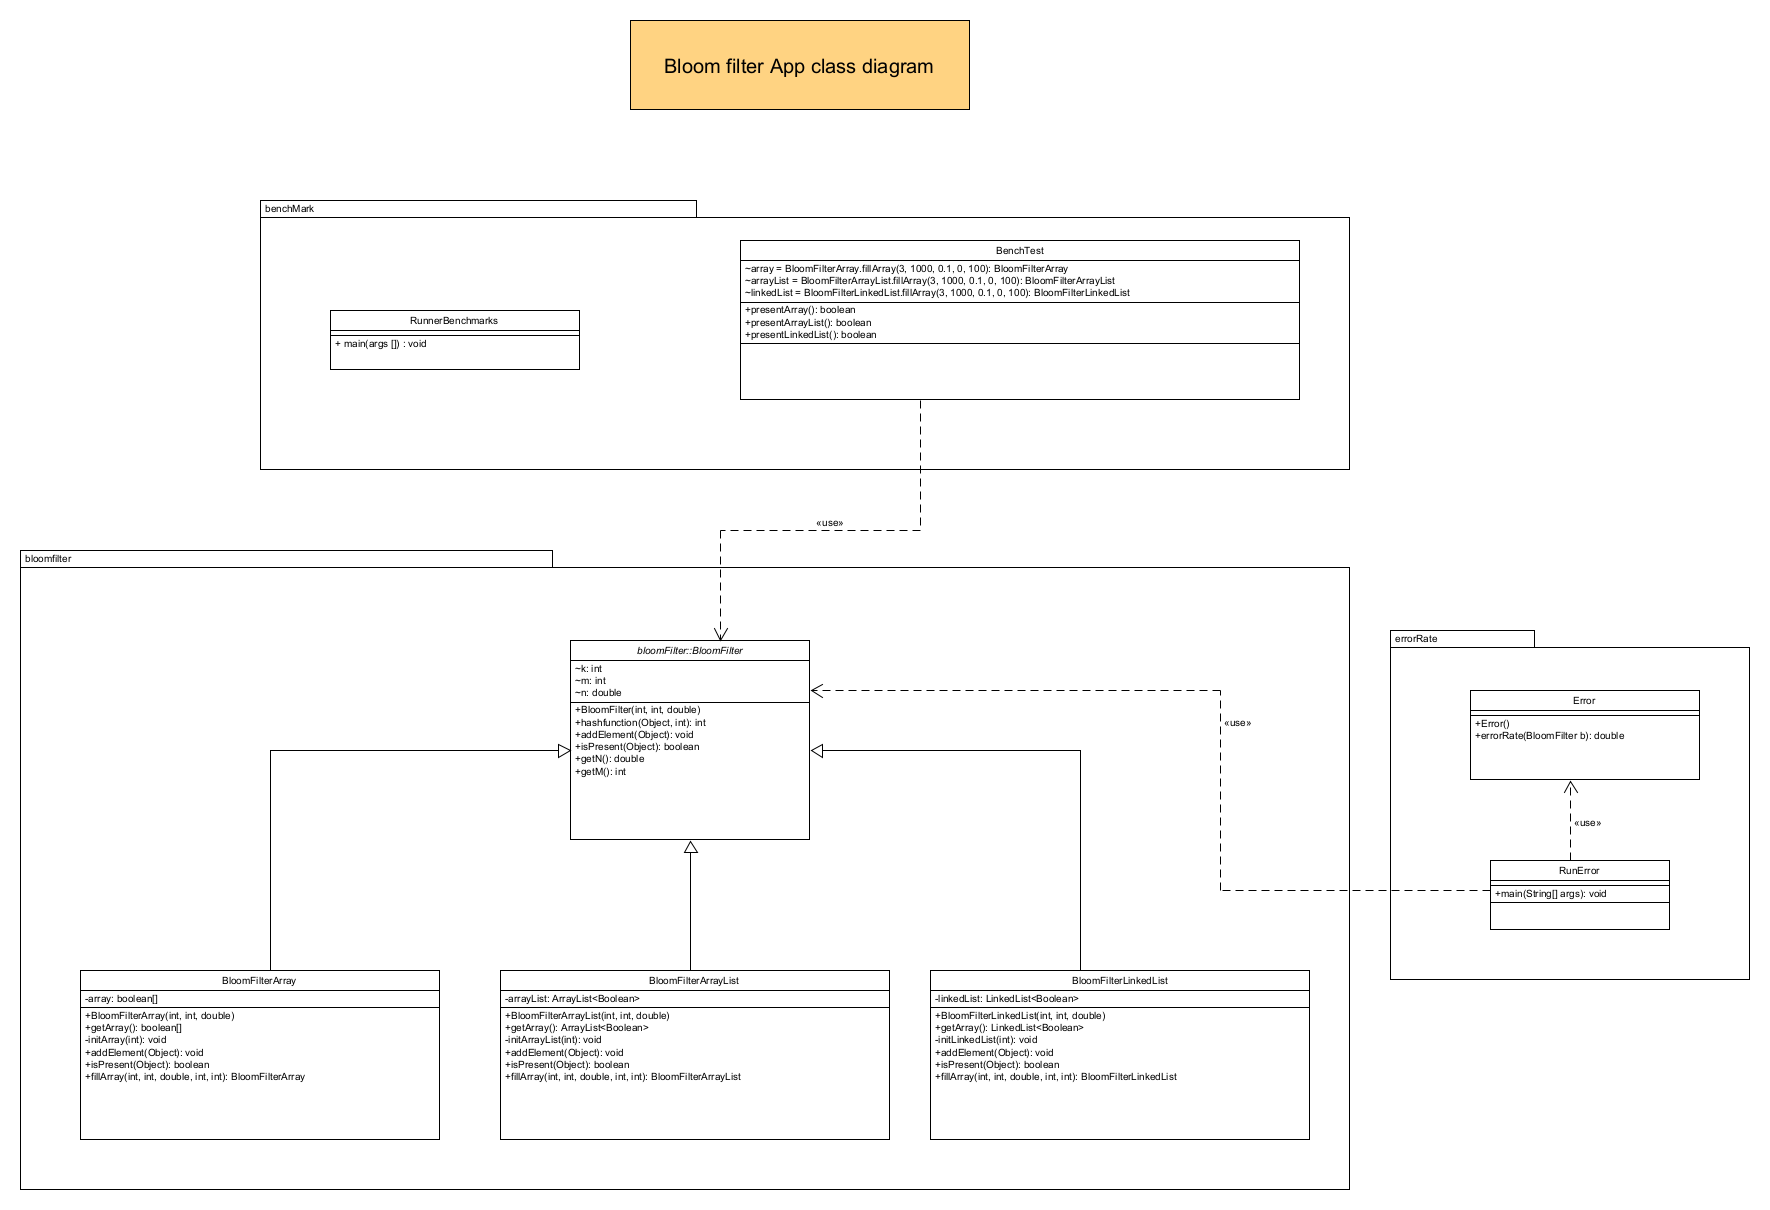 Bloom filter App class diagram
benchMark
BenchTest
~array = BloomFilterArray.fillArray(3, 1000, 0.1, 0, 100): BloomFilterArray
~arrayList = BloomFilterArrayList.fillArray(3, 1000, 0.1, 0, 100): BloomFilterArrayList
~linkedList = BloomFilterLinkedList.fillArray(3, 1000, 0.1, 0, 100): BloomFilterLinkedList
+presentArray(): boolean
+presentArrayList(): boolean
+presentLinkedList(): boolean
RunnerBenchmarks
+ main(args []) : void
«use»
bloomfilter
bloomFilter::BloomFilter
~k: int
~m: int
~n: double
+BloomFilter(int, int, double)
+hashfunction(Object, int): int
+addElement(Object): void
+isPresent(Object): boolean
+getN(): double
+getM(): int
«use»
errorRate
Error
+Error()
+errorRate(BloomFilter b): double
«use»
RunError
+main(String[] args): void
BloomFilterArray
-array: boolean[]
+BloomFilterArray(int, int, double)
+getArray(): boolean[]
-initArray(int): void
+addElement(Object): void
+isPresent(Object): boolean
+fillArray(int, int, double, int, int): BloomFilterArray
BloomFilterArrayList
-arrayList: ArrayList<Boolean>
+BloomFilterArrayList(int, int, double)
+getArray(): ArrayList<Boolean>
-initArrayList(int): void
+addElement(Object): void
+isPresent(Object): boolean
+fillArray(int, int, double, int, int): BloomFilterArrayList
BloomFilterLinkedList
-linkedList: LinkedList<Boolean>
+BloomFilterLinkedList(int, int, double)
+getArray(): LinkedList<Boolean>
-initLinkedList(int): void
+addElement(Object): void
+isPresent(Object): boolean
+fillArray(int, int, double, int, int): BloomFilterLinkedList